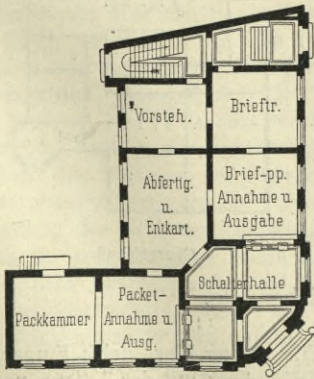 Vorsteh.
Brieftr.
Abfertig.
u.
Entkart.
Brief-pp.
Annahme u.
Ausgabe
Schalterhalle
Packkammer
Packet-
Annahme u.
Ausg.